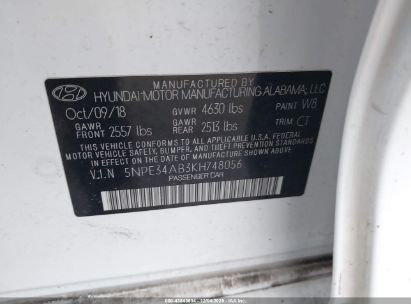 MANUFACTURED BY
HYUNDAI MOTOR MANUFACTURING ALABAMA, LLC
Oct/09/18 GVWR 4630 lbs PAINT W8
GAWR FRONT 2557 lbs GAWR REAR 2513 lbs TRIM CT
THIS VEHICLE CONFORMS TO ALL APPLICABLE U.S.A. FEDERAL
MOTOR VEHICLE SAFETY, BUMPER, AND THEFT PREVENTION STANDARDS
IN EFFECT ON THE DATE OF MANUFACTURE SHOWN ABOVE.
V.I.N 5NPE34AB3KH748056
PASSENGER CAR